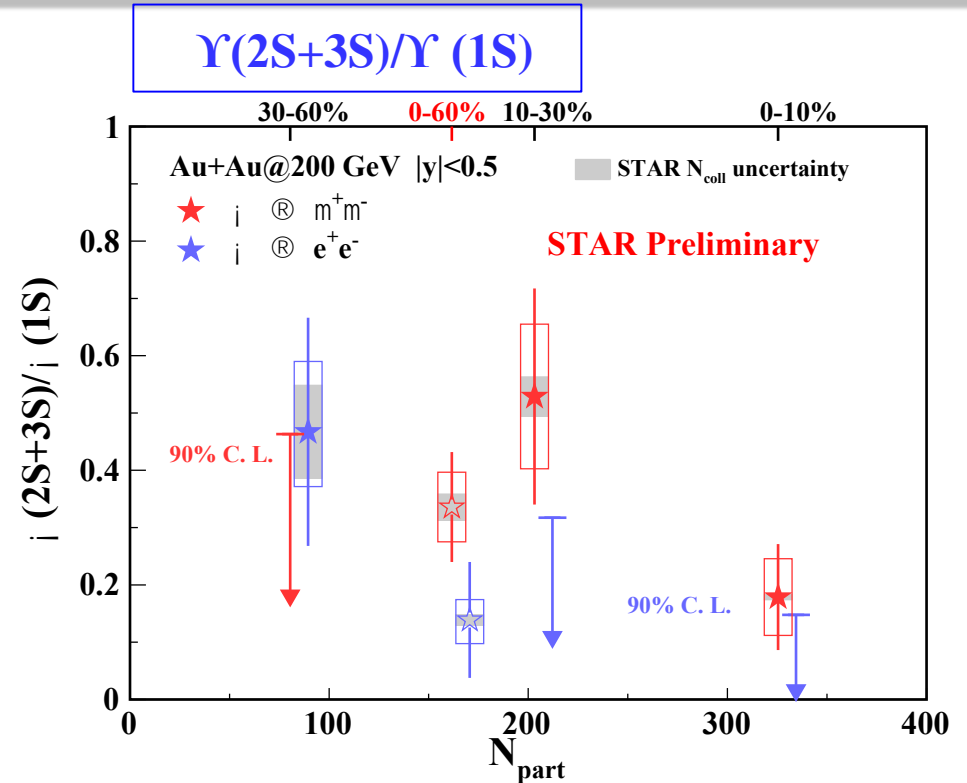 ϒ(2S+3S)/ϒ (1S)
30-60% 0-60% 10-30% 0-10%
Au+Au@200 GeV |y|<0.5
STAR N_coll uncertainty
¡ ® m⁺m⁻
¡ ® e⁺e⁻
STAR Preliminary
¡ (2S+3S)/¡ (1S)
1
0.8
0.6
0.4
0.2
0
90% C. L.
90% C. L.
0 100 200 300 400
N_part